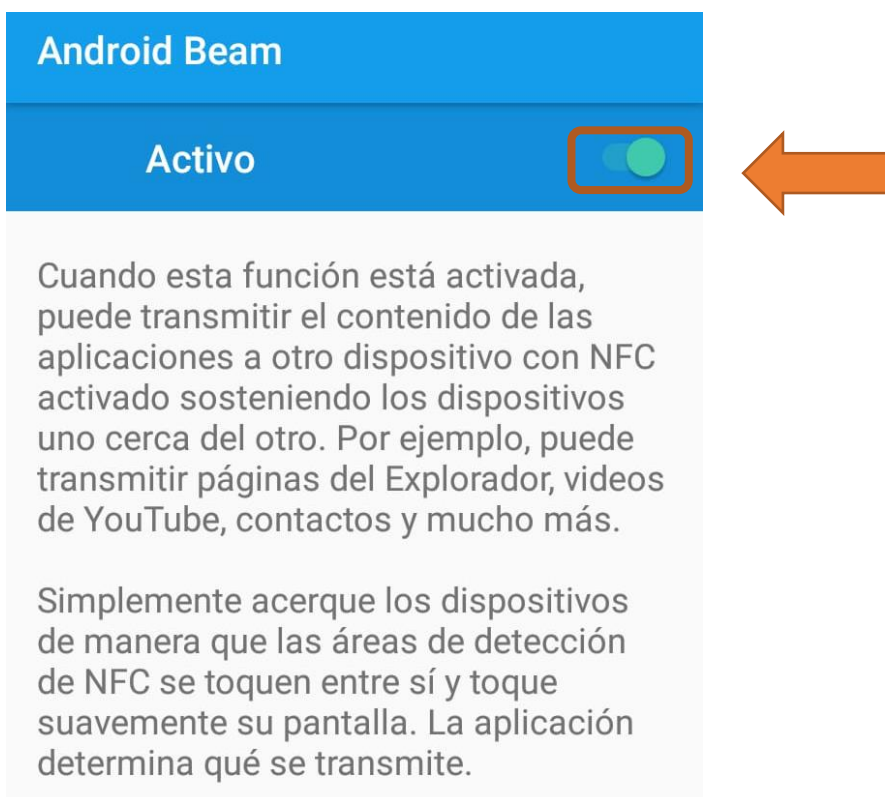 Android Beam
Activo
Cuando esta función está activada,
puede transmitir el contenido de las
aplicaciones a otro dispositivo con NFC
activado sosteniendo los dispositivos
uno cerca del otro. Por ejemplo, puede
transmitir páginas del Explorador, videos
de YouTube, contactos y mucho más.
Simplemente acerque los dispositivos
de manera que las áreas de detección
de NFC se toquen entre sí y toque
suavemente su pantalla. La aplicación
determina qué se transmite.